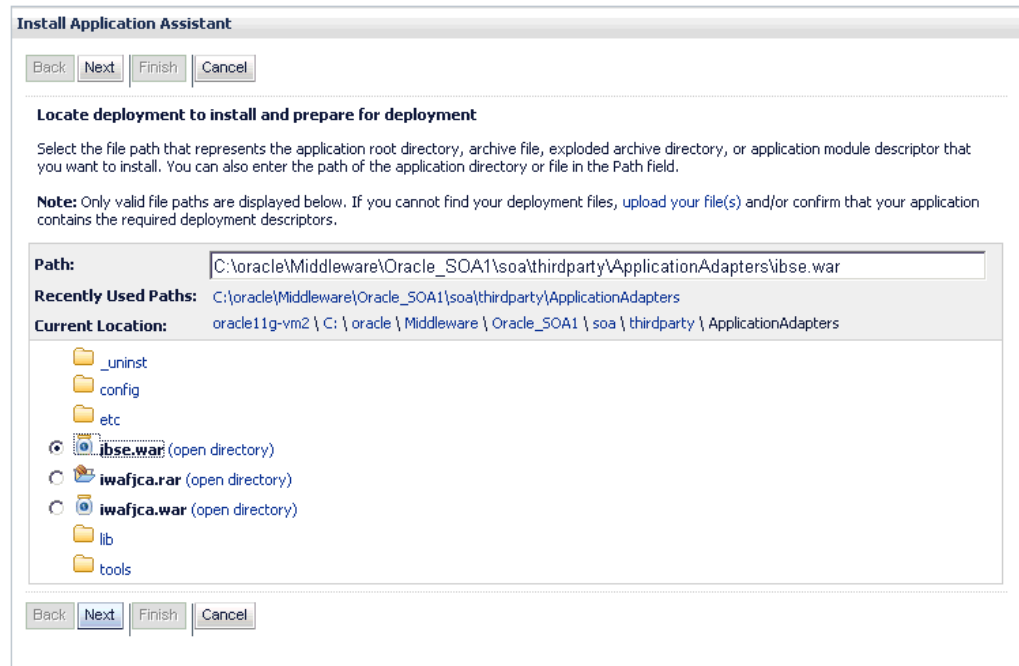 Install Application Assistant
Back Next Finish Cancel
Locate deployment to install and prepare for deployment
Select the file path that represents the application root directory, archive file, exploded archive directory, or application module descriptor that
you want to install. You can also enter the path of the application directory or file in the Path field.
Note: Only valid file paths are displayed below. If you cannot find your deployment files, upload your file(s) and/or confirm that your application
contains the required deployment descriptors.
Path: C:\oracle\Middleware\Oracle_SOA1\soa\thirdparty\ApplicationAdapters\ibse.war
Recently Used Paths: C:\oracle\Middleware\Oracle_SOA1\soa\thirdparty\ApplicationAdapters
Current Location: oracle11g-vm2 \ C: \ oracle \ Middleware \ Oracle_SOA1 \ soa \ thirdparty \ ApplicationAdapters
_uninst
config
etc
ibse.war (open directory)
iwafjca.rar (open directory)
iwafjca.war (open directory)
lib
tools
Back Next Finish Cancel